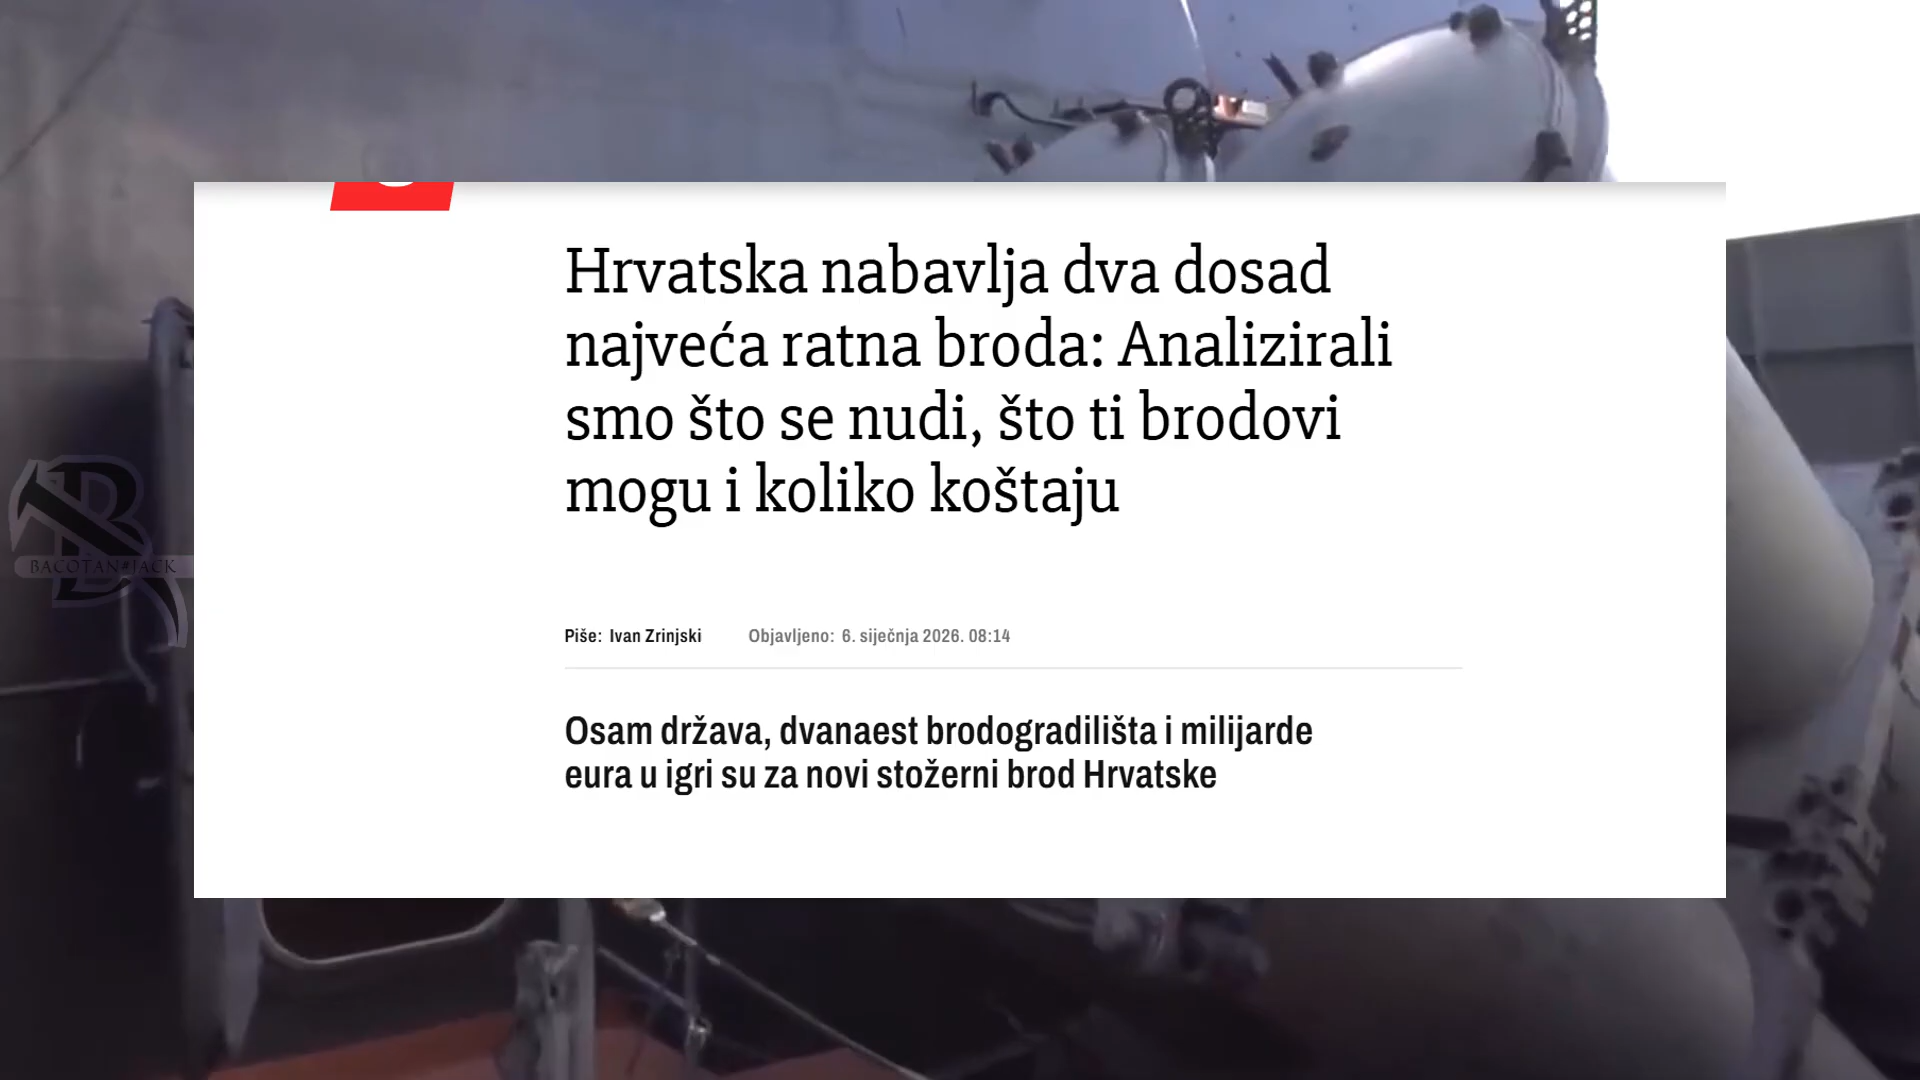 Hrvatska nabavlja dva dosad
najveća ratna broda: Analizirali
smo što se nudi, što ti brodovi
mogu i koliko koštaju
BACOTAN#JACK
Piše: Ivan Zrinjski
Objavljeno: 6. siječnja 2026. 08:14
Osam država, dvanaest brodogradilišta i milijarde
eura u igri su za novi stožerni brod Hrvatske